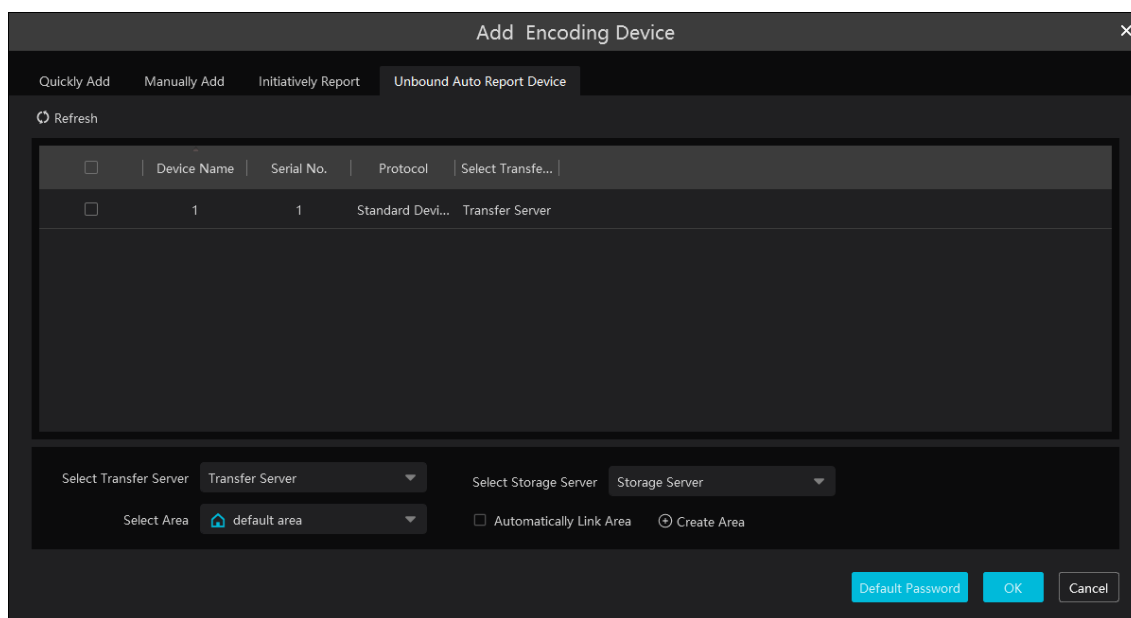 Add Encoding Device
Quickly Add Manually Add Initiatively Report Unbound Auto Report Device
Refresh
Device Name Serial No. Protocol Select Transfe...
1 1 Standard Devi... Transfer Server
Select Transfer Server Transfer Server Select Storage Server Storage Server
Select Area default area Automatically Link Area Create Area
Default Password OK Cancel